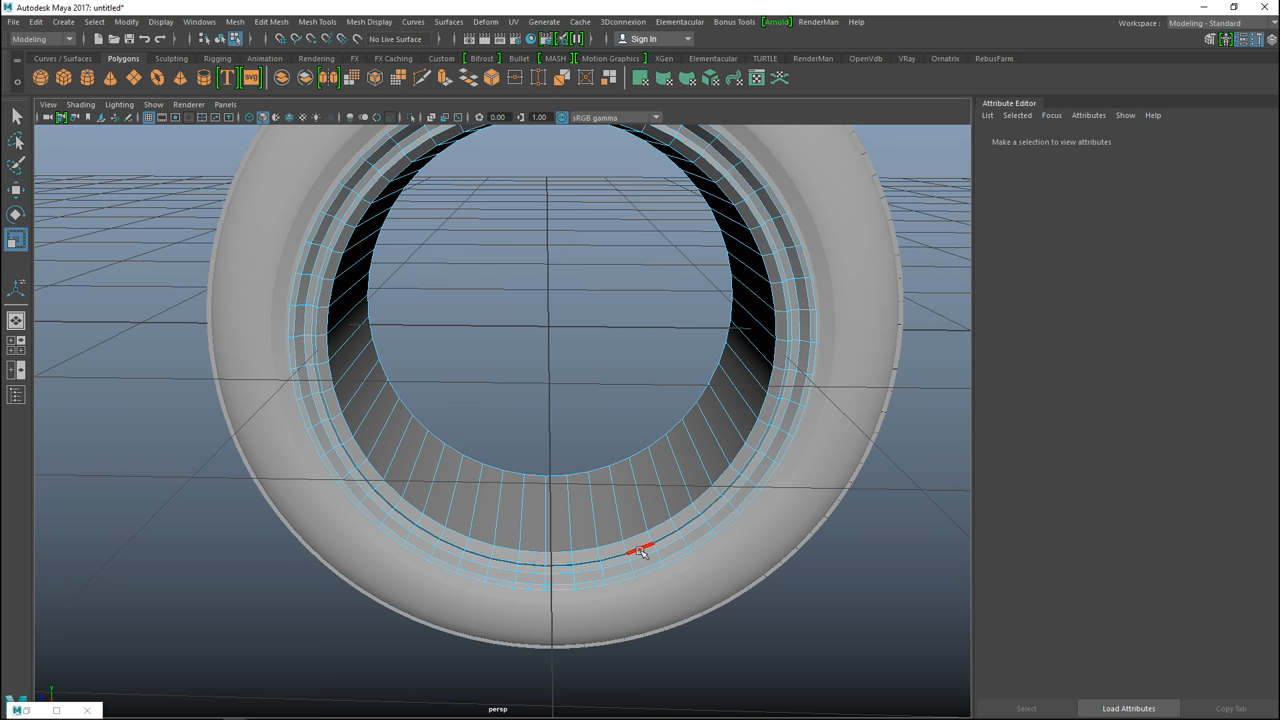 Autodesk Maya 2017: untitled*
File Edit Create Select Modify Display Windows Mesh Edit Mesh Mesh Tools Mesh Display Curves Surfaces Deform UV Generate Cache 3Dconnexion Elementacular Bonus Tools Arnold RenderMan Help
Workspace : Modeling - Standard
Modeling No Live Surface Sign In
Curves / Surfaces Polygons Sculpting Rigging Animation Rendering FX FX Caching Custom Bifrost Bullet MASH Motion Graphics XGen Elementacular TURTLE RenderMan OpenVdb VRay Ornatrix RebusFarm
T svg
View Shading Lighting Show Renderer Panels
0.00 1.00 sRGB gamma
Attribute Editor
List Selected Focus Attributes Show Help
Make a selection to view attributes
persp
Select Load Attributes Copy Tab